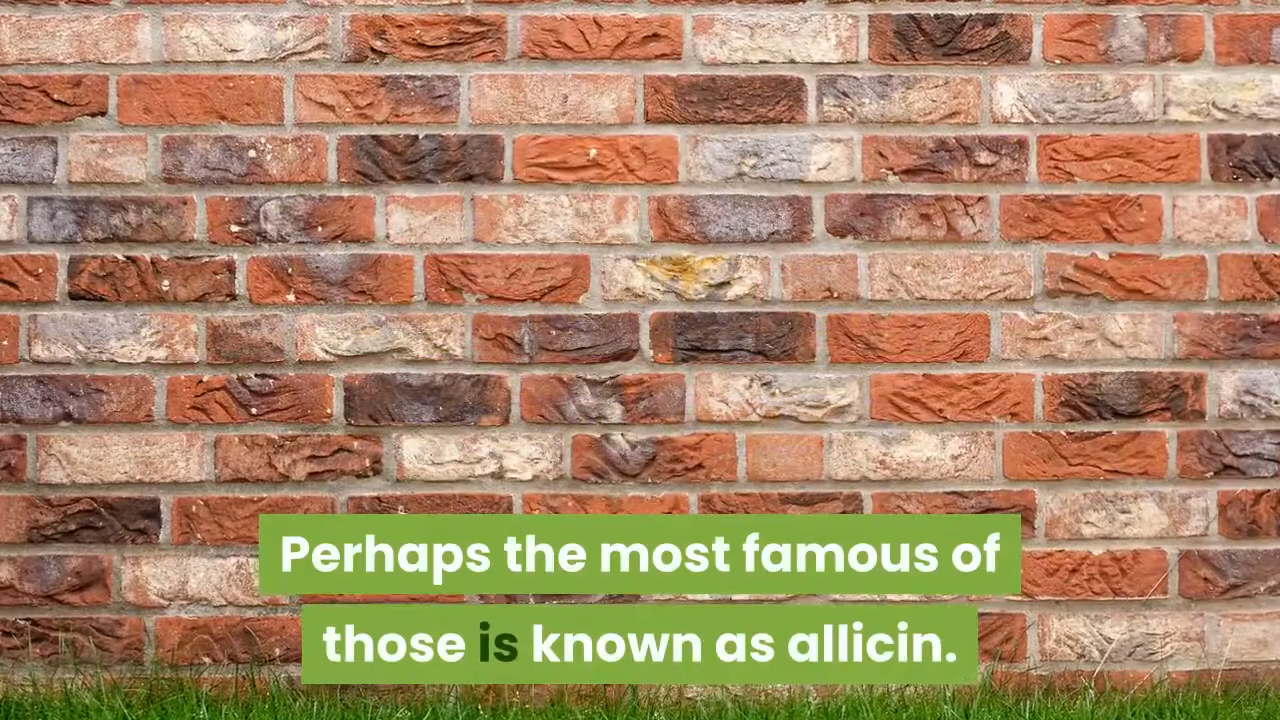 Perhaps the most famous of
those is known as allicin.